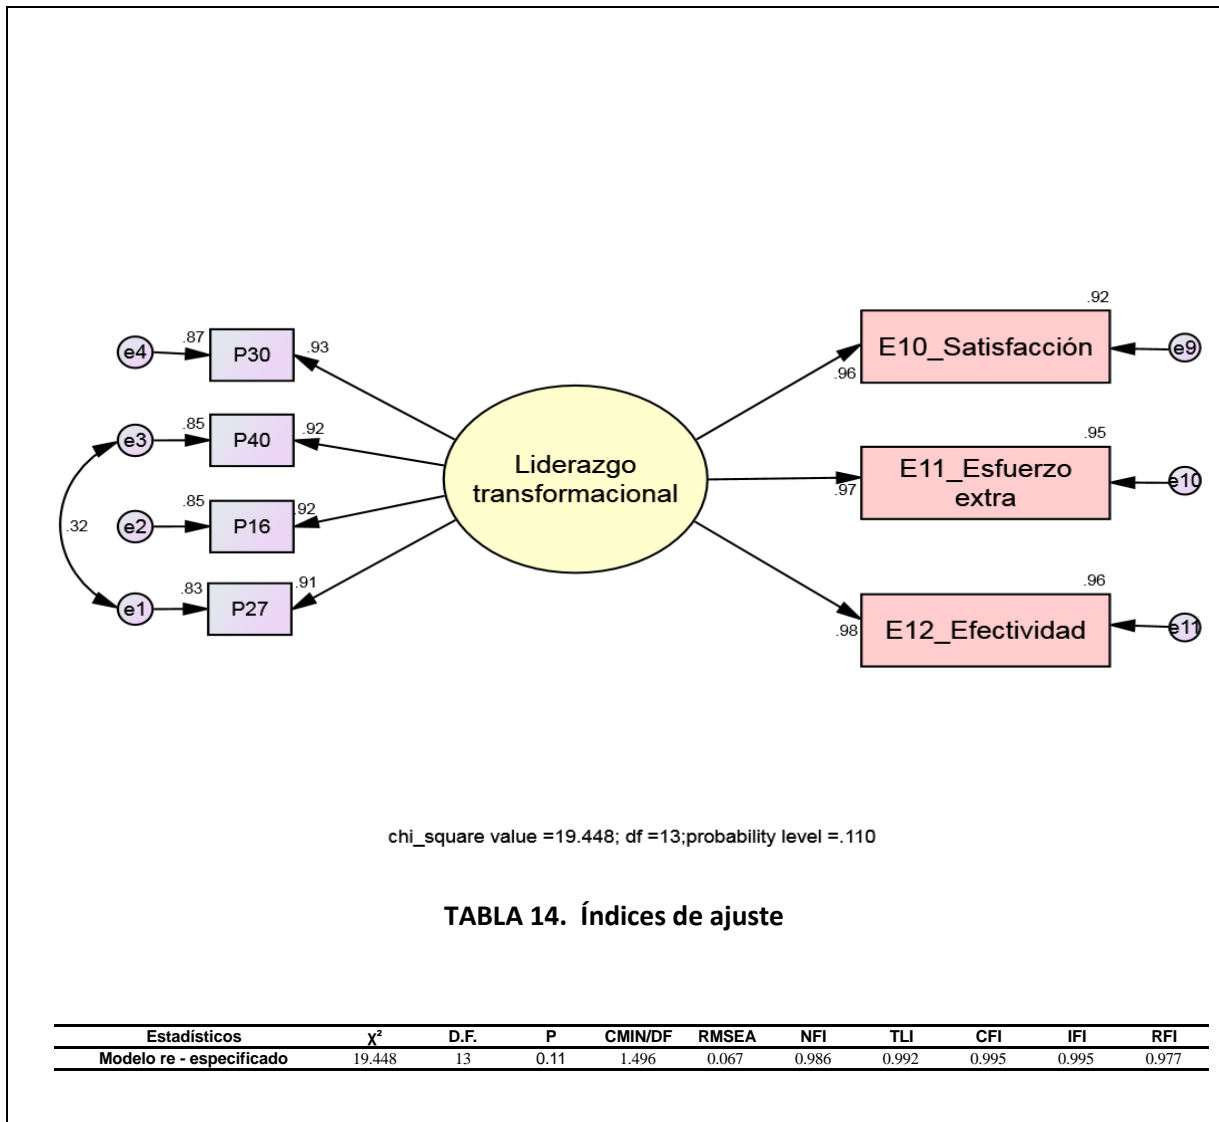 .92
.87
e4
P30
.93
E10_Satisfacción
e9
.96
.85
e3
P40
.92
.95
Liderazgo
transformacional
E11_Esfuerzo
extra
e10
.97
.85
.32
e2
P16
.92
.83
.91
e1
P27
.96
E12_Efectividad
e11
.98
chi_square value =19.448; df =13;probability level =.110
TABLA 14. Índices de ajuste
Estadísticos χ² D.F. P CMIN/DF RMSEA NFI TLI CFI IFI RFI
Modelo re - especificado 19.448 13 0.11 1.496 0.067 0.986 0.992 0.995 0.995 0.977